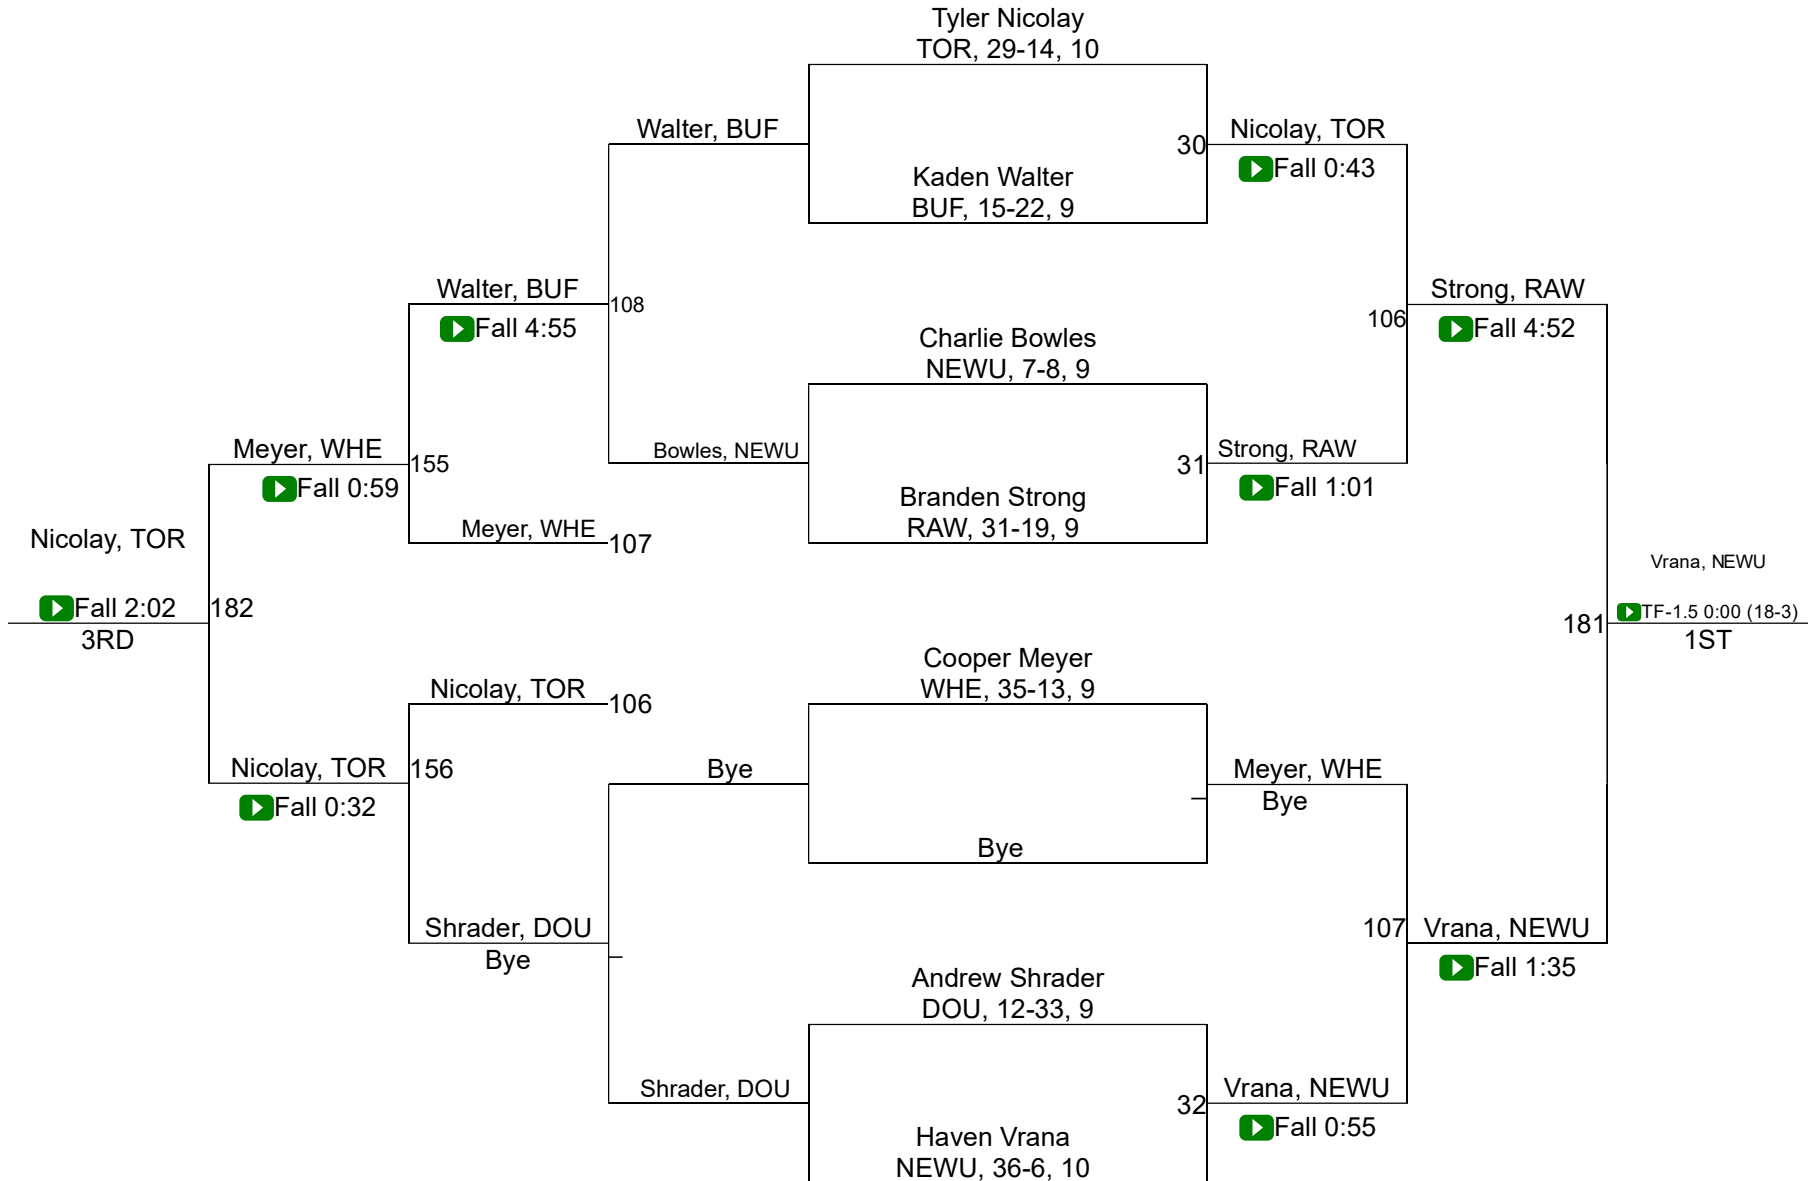 Tyler Nicolay
TOR, 29-14, 10
Walter, BUF
30
Nicolay, TOR
Fall 0:43
Kaden Walter
BUF, 15-22, 9
Walter, BUF
108
Fall 4:55
Strong, RAW
106
Fall 4:52
Charlie Bowles
NEWU, 7-8, 9
Meyer, WHE
155
Fall 0:59
Bowles, NEWU
31
Strong, RAW
Fall 1:01
Branden Strong
RAW, 31-19, 9
Meyer, WHE
107
Nicolay, TOR
Fall 2:02
182
3RD
Vrana, NEWU
TF-1.5 0:00 (18-3)
181
1ST
Cooper Meyer
WHE, 35-13, 9
Nicolay, TOR
106
Nicolay, TOR
156
Fall 0:32
Bye
Meyer, WHE
Bye
Bye
Shrader, DOU
Bye
107
Vrana, NEWU
Fall 1:35
Andrew Shrader
DOU, 12-33, 9
Shrader, DOU
32
Vrana, NEWU
Fall 0:55
Haven Vrana
NEWU, 36-6, 10